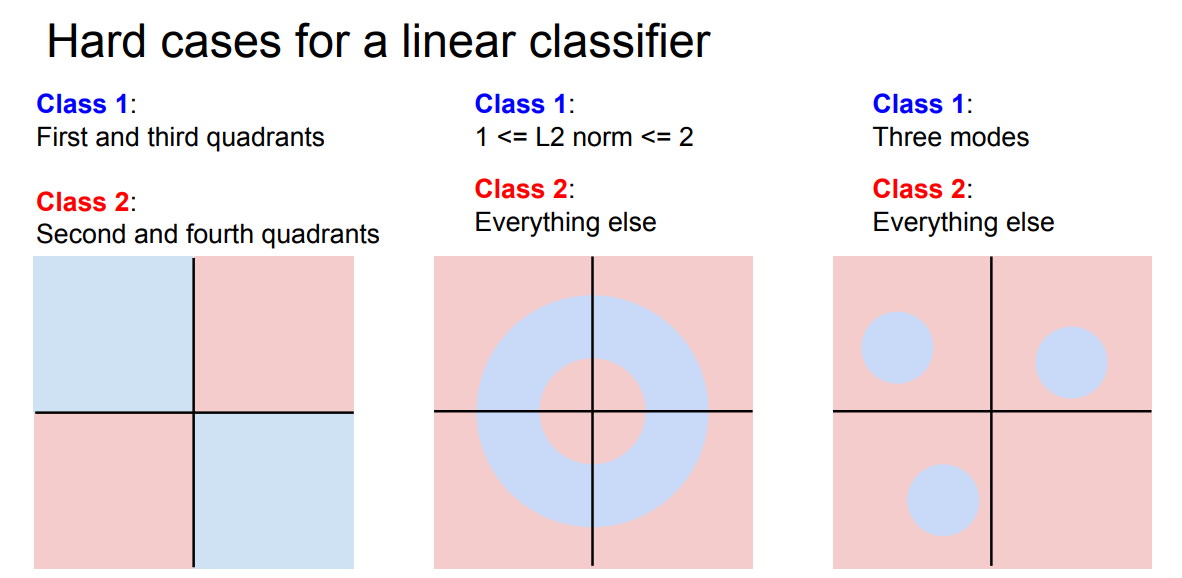 Hard cases for a linear classifier
Class 1:
First and third quadrants
Class 2:
Second and fourth quadrants
Class 1:
1 <= L2 norm <= 2
Class 2:
Everything else
Class 1:
Three modes
Class 2:
Everything else